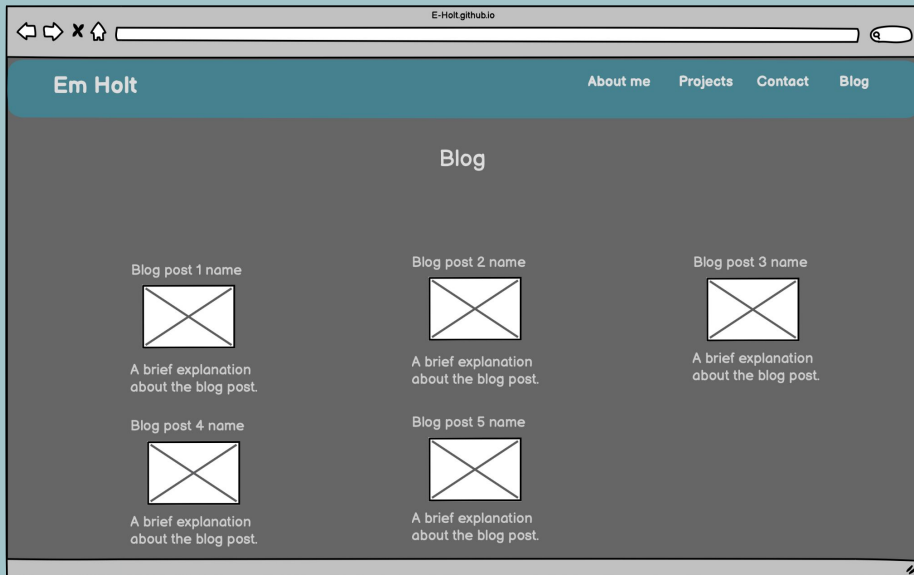 E-Holt.github.io
Em Holt
About me
Projects
Contact
Blog
Blog
Blog post 1 name
A brief explanation
about the blog post.
Blog post 2 name
A brief explanation
about the blog post.
Blog post 3 name
A brief explanation
about the blog post.
Blog post 4 name
A brief explanation
about the blog post.
Blog post 5 name
A brief explanation
about the blog post.